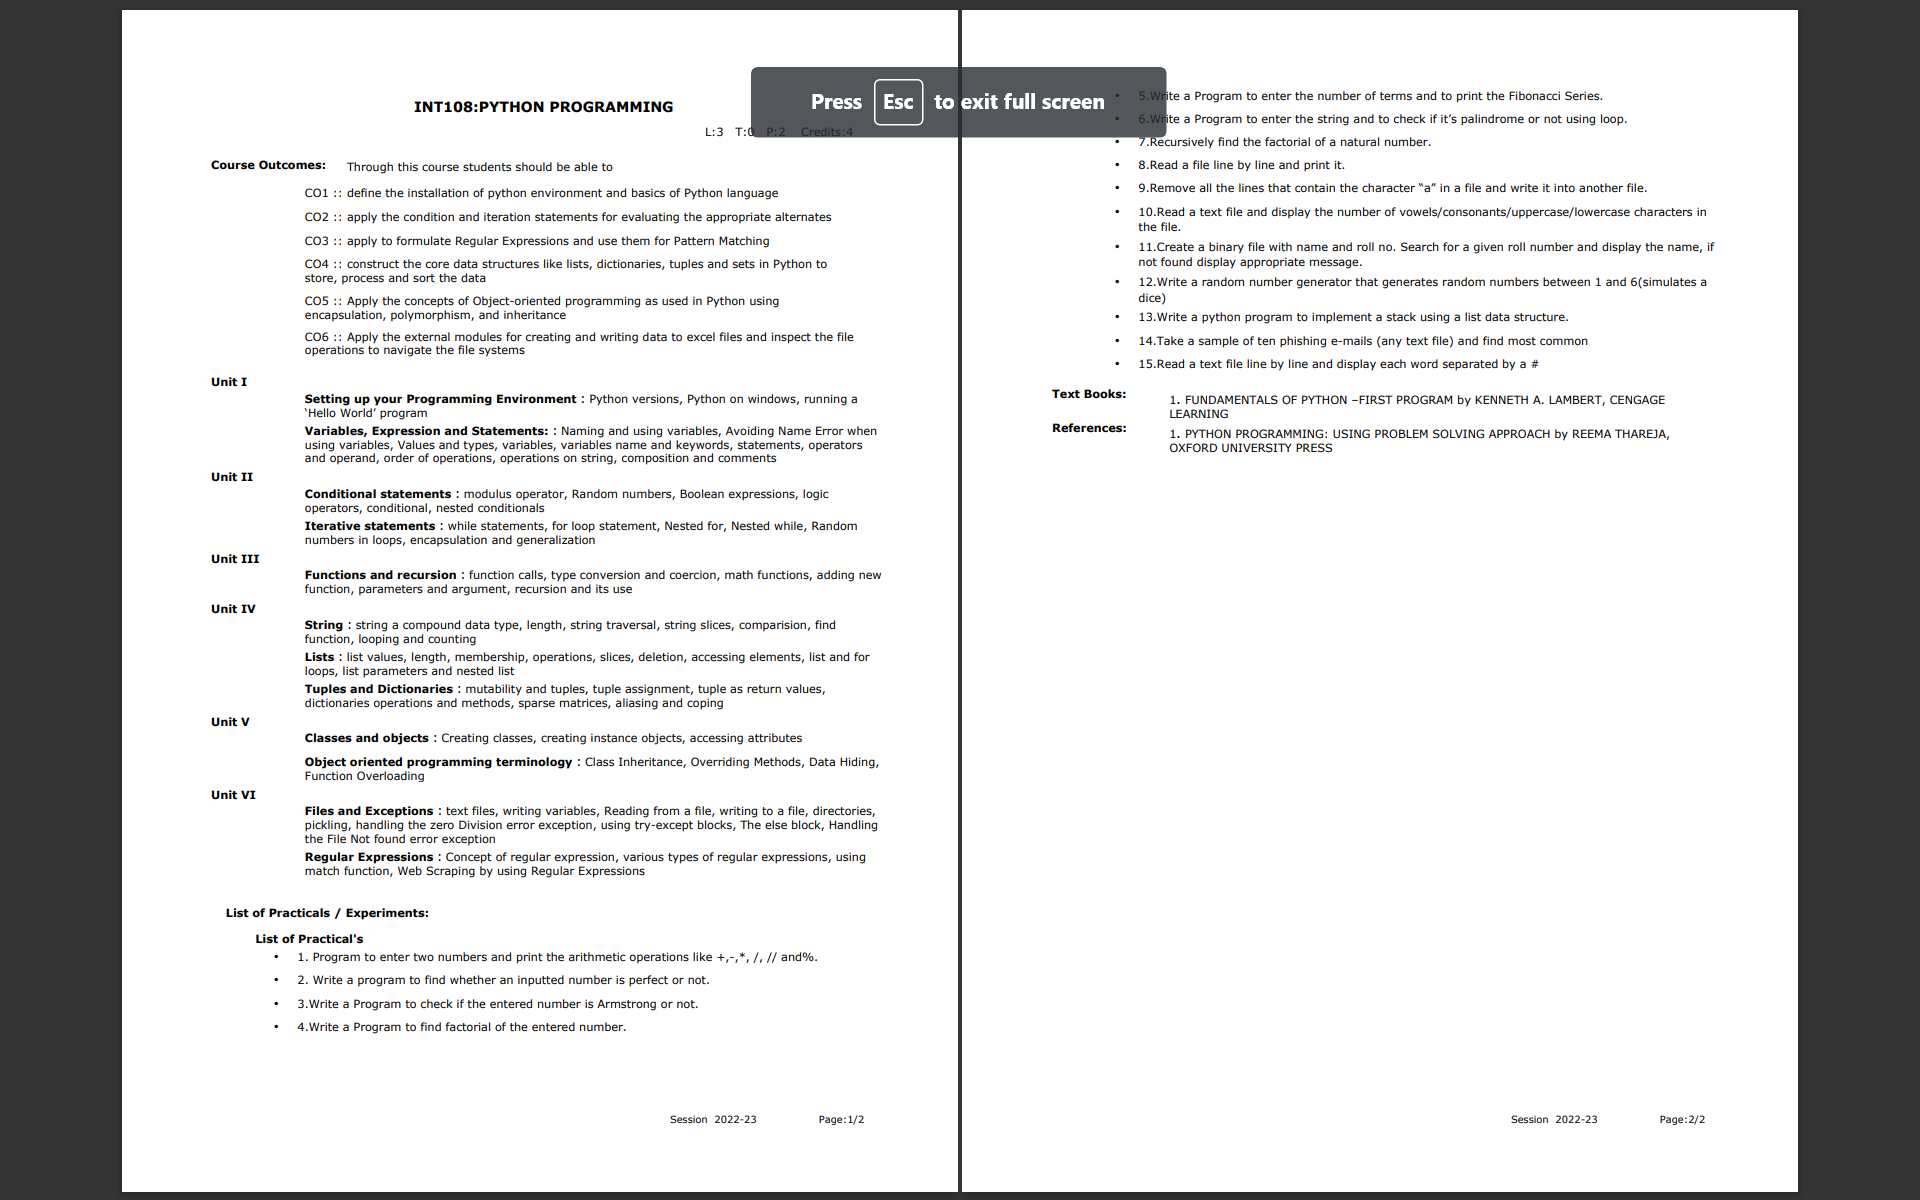 INT108:PYTHON PROGRAMMING
L:3 T:0 P:2 Credits:4
Course Outcomes: Through this course students should be able to
CO1 :: define the installation of python environment and basics of Python language
CO2 :: apply the condition and iteration statements for evaluating the appropriate alternates
CO3 :: apply to formulate Regular Expressions and use them for Pattern Matching
CO4 :: construct the core data structures like lists, dictionaries, tuples and sets in Python to
store, process and sort the data
CO5 :: Apply the concepts of Object-oriented programming as used in Python using
encapsulation, polymorphism, and inheritance
CO6 :: Apply the external modules for creating and writing data to excel files and inspect the file
operations to navigate the file systems
Unit I
Setting up your Programming Environment : Python versions, Python on windows, running a
‘Hello World’ program
Variables, Expression and Statements: : Naming and using variables, Avoiding Name Error when
using variables, Values and types, variables, variables name and keywords, statements, operators
and operand, order of operations, operations on string, composition and comments
Unit II
Conditional statements : modulus operator, Random numbers, Boolean expressions, logic
operators, conditional, nested conditionals
Iterative statements : while statements, for loop statement, Nested for, Nested while, Random
numbers in loops, encapsulation and generalization
Unit III
Functions and recursion : function calls, type conversion and coercion, math functions, adding new
function, parameters and argument, recursion and its use
Unit IV
String : string a compound data type, length, string traversal, string slices, comparision, find
function, looping and counting
Lists : list values, length, membership, operations, slices, deletion, accessing elements, list and for
loops, list parameters and nested list
Tuples and Dictionaries : mutability and tuples, tuple assignment, tuple as return values,
dictionaries operations and methods, sparse matrices, aliasing and coping
Unit V
Classes and objects : Creating classes, creating instance objects, accessing attributes
Object oriented programming terminology : Class Inheritance, Overriding Methods, Data Hiding,
Function Overloading
Unit VI
Files and Exceptions : text files, writing variables, Reading from a file, writing to a file, directories,
pickling, handling the zero Division error exception, using try-except blocks, The else block, Handling
the File Not found error exception
Regular Expressions : Concept of regular expression, various types of regular expressions, using
match function, Web Scraping by using Regular Expressions
List of Practicals / Experiments:
List of Practical's
• 1. Program to enter two numbers and print the arithmetic operations like +,-,*, /, // and%.
• 2. Write a program to find whether an inputted number is perfect or not.
• 3.Write a Program to check if the entered number is Armstrong or not.
• 4.Write a Program to find factorial of the entered number.
Session 2022-23 Page:1/2
Press Esc to exit full screen
• 5.Write a Program to enter the number of terms and to print the Fibonacci Series.
• 6.Write a Program to enter the string and to check if it’s palindrome or not using loop.
• 7.Recursively find the factorial of a natural number.
• 8.Read a file line by line and print it.
• 9.Remove all the lines that contain the character “a” in a file and write it into another file.
• 10.Read a text file and display the number of vowels/consonants/uppercase/lowercase characters in
the file.
• 11.Create a binary file with name and roll no. Search for a given roll number and display the name, if
not found display appropriate message.
• 12.Write a random number generator that generates random numbers between 1 and 6(simulates a
dice)
• 13.Write a python program to implement a stack using a list data structure.
• 14.Take a sample of ten phishing e-mails (any text file) and find most common
• 15.Read a text file line by line and display each word separated by a #
Text Books:
1. FUNDAMENTALS OF PYTHON –FIRST PROGRAM by KENNETH A. LAMBERT, CENGAGE
LEARNING
References:
1. PYTHON PROGRAMMING: USING PROBLEM SOLVING APPROACH by REEMA THAREJA,
OXFORD UNIVERSITY PRESS
Session 2022-23 Page:2/2